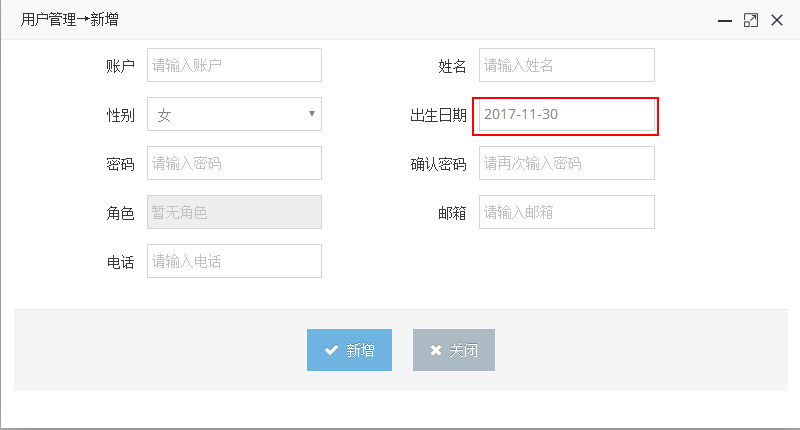 用户管理→新增
账户 请输入账户 姓名 请输入姓名
性别 女 出生日期 2017-11-30
密码 请输入密码 确认密码 请再次输入密码
角色 暂无角色 邮箱 请输入邮箱
电话 请输入电话
新增 关闭